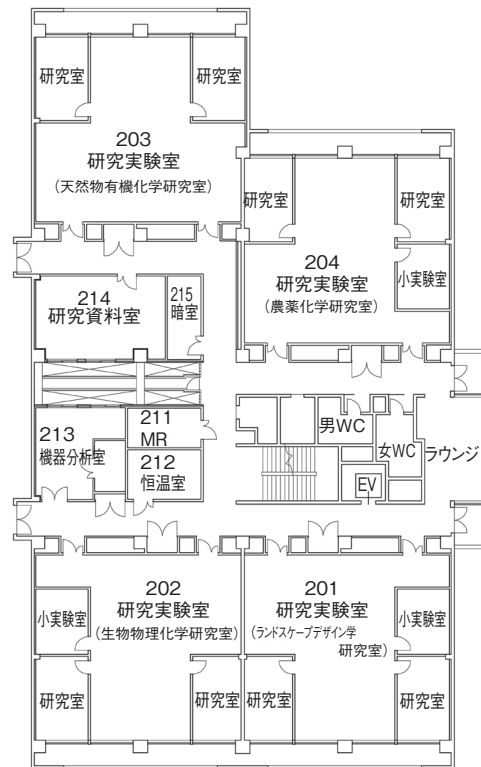 研究室
研究室
203
研究実験室
(天然物有機化学研究室)
研究室
研究室
204
研究実験室
(農薬化学研究室)
小実験室
214
研究資料室
215
暗室
213
機器分析室
211
MR
212
恒温室
男WC
女WC
ラウンジ
EV
202
研究実験室
(生物物理化学研究室)
小実験室
研究室
研究室
201
研究実験室
(ランドスケープデザイン学
研究室)
小実験室
研究室
研究室